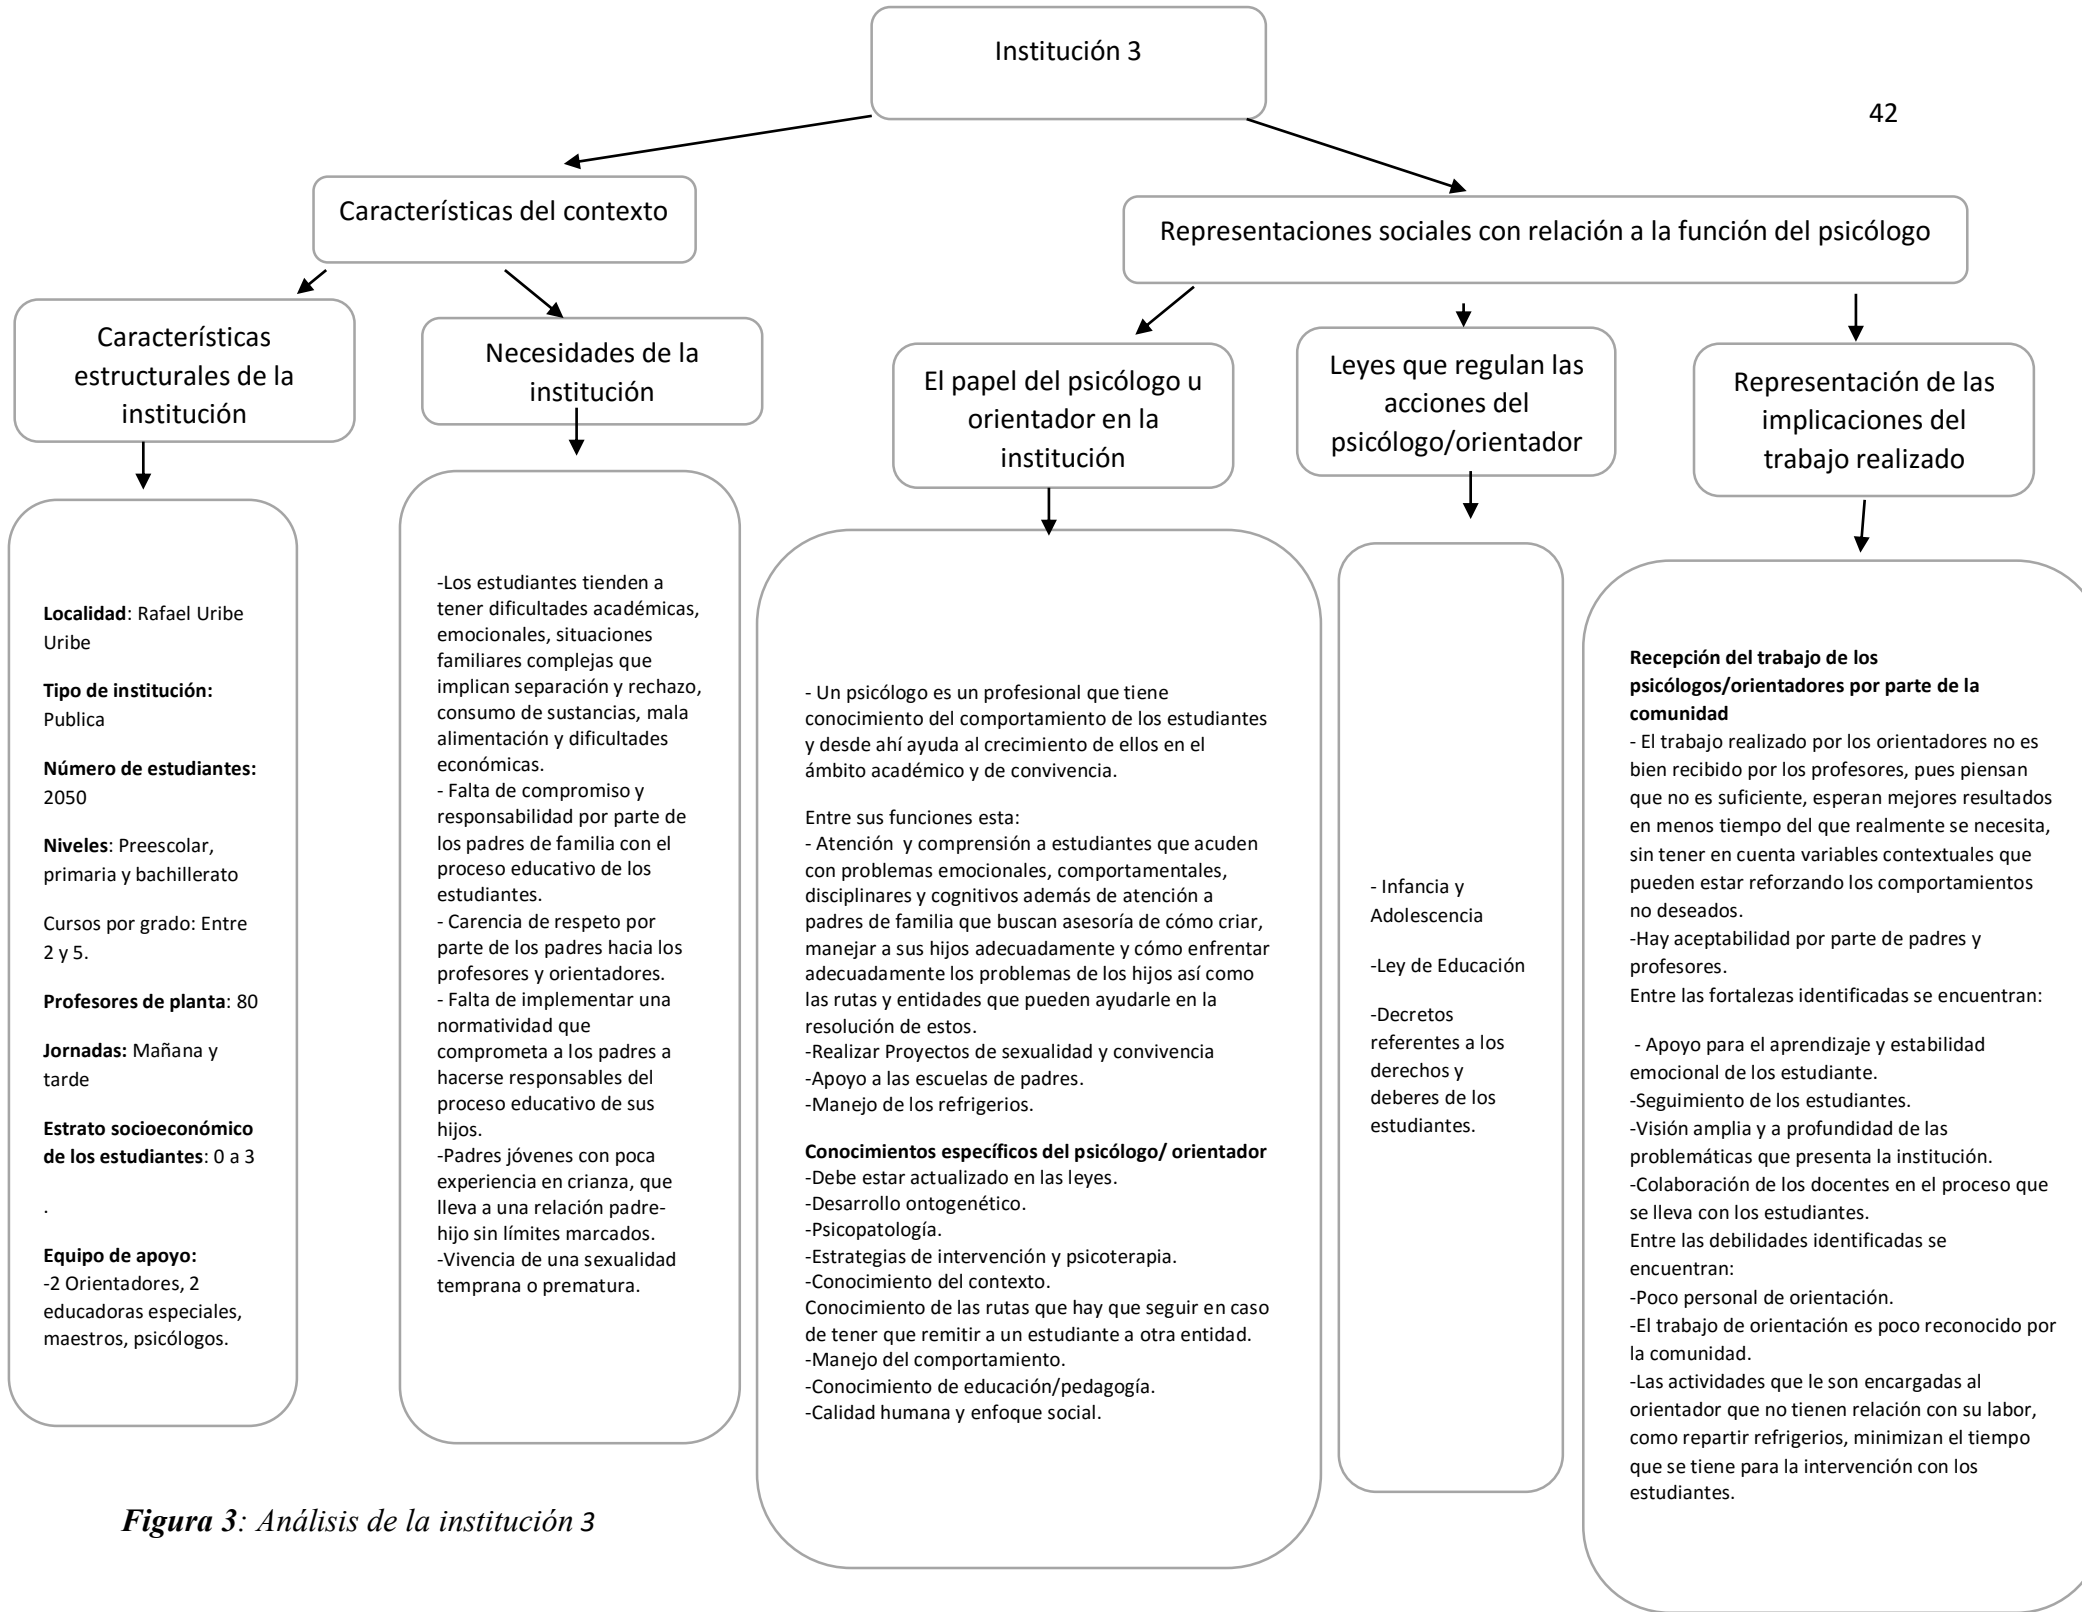 Institución 3
42
Características del contexto
Representaciones sociales con relación a la función del psicólogo
Características
estructurales de la
institución
Necesidades de la
institución
El papel del psicólogo u
orientador en la
institución
Leyes que regulan las
acciones del
psicólogo/orientador
Representación de las
implicaciones del
trabajo realizado
Localidad: Rafael Uribe
Uribe
Tipo de institución:
Publica
Número de estudiantes:
2050
Niveles: Preescolar,
primaria y bachillerato
Cursos por grado: Entre
2 y 5.
Profesores de planta: 80
Jornadas: Mañana y
tarde
Estrato socioeconómico
de los estudiantes: 0 a 3
.
Equipo de apoyo:
-2 Orientadores, 2
educadoras especiales,
maestros, psicólogos.
-Los estudiantes tienden a
tener dificultades académicas,
emocionales, situaciones
familiares complejas que
implican separación y rechazo,
consumo de sustancias, mala
alimentación y dificultades
económicas.
- Falta de compromiso y
responsabilidad por parte de
los padres de familia con el
proceso educativo de los
estudiantes.
- Carencia de respeto por
parte de los padres hacia los
profesores y orientadores.
- Falta de implementar una
normatividad que
comprometa a los padres a
hacerse responsables del
proceso educativo de sus
hijos.
-Padres jóvenes con poca
experiencia en crianza, que
lleva a una relación padre-
hijo sin límites marcados.
-Vivencia de una sexualidad
temprana o prematura.
- Un psicólogo es un profesional que tiene
conocimiento del comportamiento de los estudiantes
y desde ahí ayuda al crecimiento de ellos en el
ámbito académico y de convivencia.
Entre sus funciones esta:
- Atención  y comprensión a estudiantes que acuden
con problemas emocionales, comportamentales,
disciplinares y cognitivos además de atención a
padres de familia que buscan asesoría de cómo criar,
manejar a sus hijos adecuadamente y cómo enfrentar
adecuadamente los problemas de los hijos así como
las rutas y entidades que pueden ayudarle en la
resolución de estos.
-Realizar Proyectos de sexualidad y convivencia
-Apoyo a las escuelas de padres.
-Manejo de los refrigerios.
Conocimientos específicos del psicólogo/ orientador
-Debe estar actualizado en las leyes.
-Desarrollo ontogenético.
-Psicopatología.
-Estrategias de intervención y psicoterapia.
-Conocimiento del contexto.
Conocimiento de las rutas que hay que seguir en caso
de tener que remitir a un estudiante a otra entidad.
-Manejo del comportamiento.
-Conocimiento de educación/pedagogía.
-Calidad humana y enfoque social.
- Infancia y
Adolescencia
-Ley de Educación
-Decretos
referentes a los
derechos y
deberes de los
estudiantes.
Recepción del trabajo de los
psicólogos/orientadores por parte de la
comunidad
- El trabajo realizado por los orientadores no es
bien recibido por los profesores, pues piensan
que no es suficiente, esperan mejores resultados
en menos tiempo del que realmente se necesita,
sin tener en cuenta variables contextuales que
pueden estar reforzando los comportamientos
no deseados.
-Hay aceptabilidad por parte de padres y
profesores.
Entre las fortalezas identificadas se encuentran:
- Apoyo para el aprendizaje y estabilidad
emocional de los estudiante.
-Seguimiento de los estudiantes.
-Visión amplia y a profundidad de las
problemáticas que presenta la institución.
-Colaboración de los docentes en el proceso que
se lleva con los estudiantes.
Entre las debilidades identificadas se
encuentran:
-Poco personal de orientación.
-El trabajo de orientación es poco reconocido por
la comunidad.
-Las actividades que le son encargadas al
orientador que no tienen relación con su labor,
como repartir refrigerios, minimizan el tiempo
que se tiene para la intervención con los
estudiantes.
Figura 3: Análisis de la institución 3